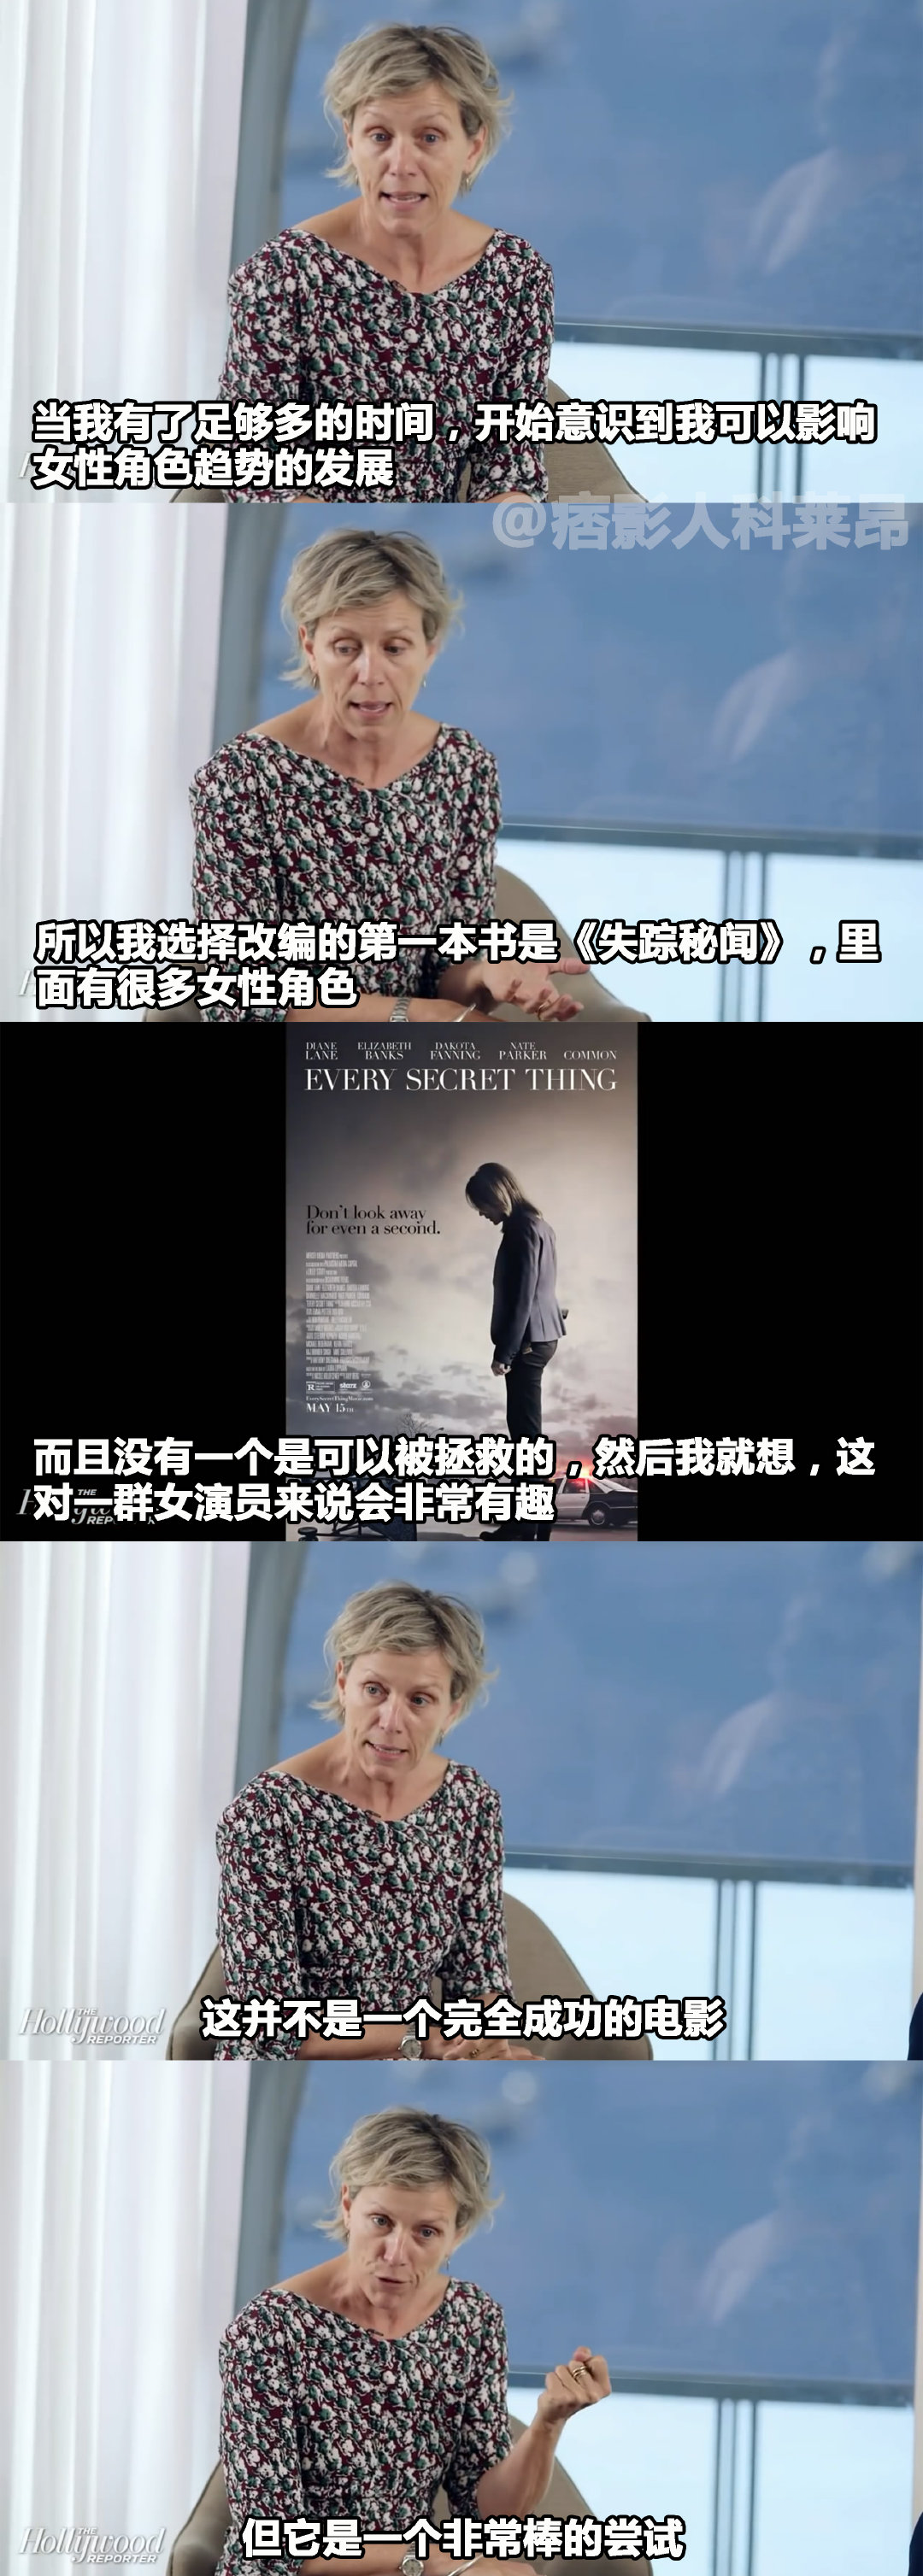 当我有了足够多的时间，开始意识到我可以影响
女性角色趋势的发展
@痞影人科莱昂
所以我选择改编的第一本书是《失踪秘闻》，里
面有很多女性角色
DIANE LANE ELIZABETH BANKS DAKOTA FANNING NATE PARKER COMMON
EVERY SECRET THING
Don't look away
for even a second.
MAY 15TH
而且没有一个是可以被拯救的，然后我就想，这
对一群女演员来说会非常有趣
THE
Hollywood
REPORTER
这并不是一个完全成功的电影
THE
Hollywood
REPORTER
但它是一个非常棒的尝试